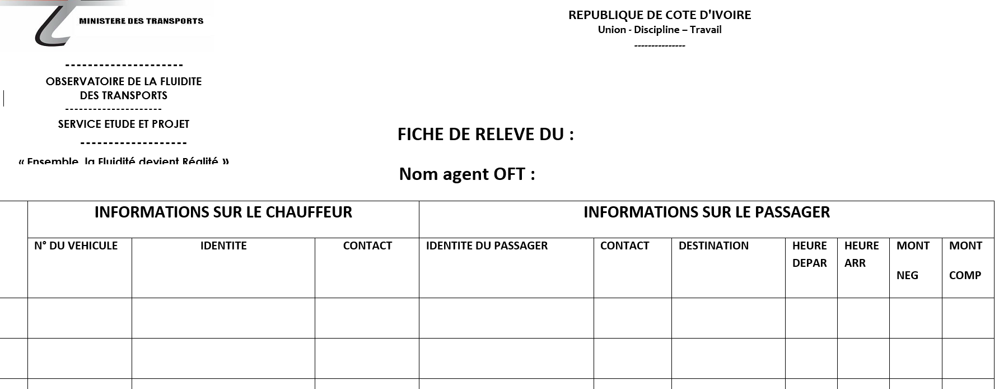 MINISTERE DES TRANSPORTS
REPUBLIQUE DE COTE D'IVOIRE
Union - Discipline – Travail
---------------
---------------------
OBSERVATOIRE DE LA FLUIDITE
DES TRANSPORTS
---------------------
SERVICE ETUDE ET PROJET
-------------------
« Ensemble, la Fluidité devient Réalité »
FICHE DE RELEVE DU :
Nom agent OFT :
INFORMATIONS SUR LE CHAUFFEUR
INFORMATIONS SUR LE PASSAGER
N° DU VEHICULE
IDENTITE
CONTACT
IDENTITE DU PASSAGER
CONTACT
DESTINATION
HEURE
DEPAR
HEURE
ARR
MONT
NEG
MONT
COMP